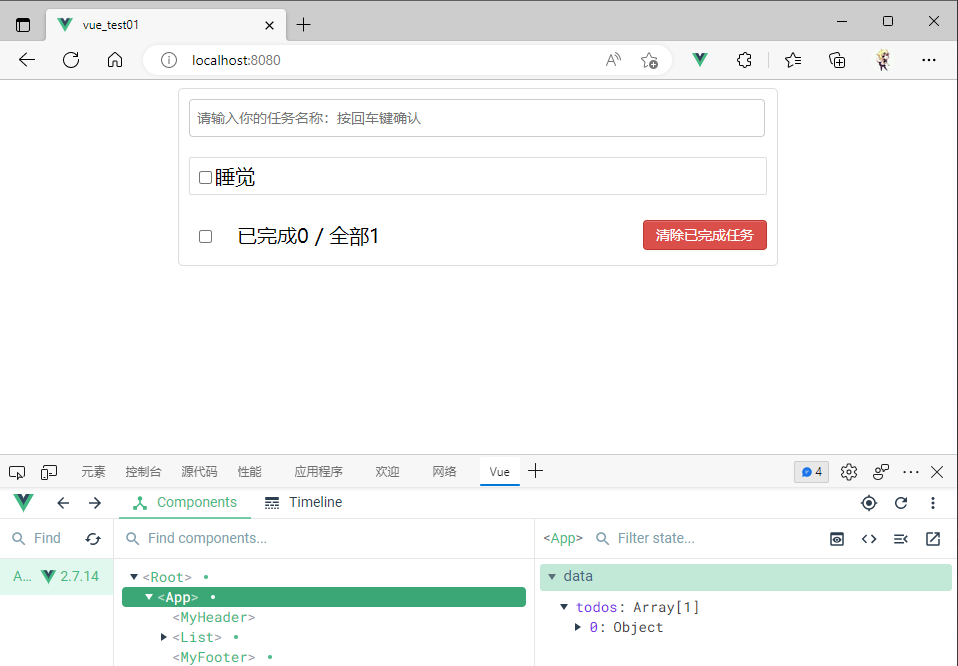 vue_test01
localhost:8080
请输入你的任务名称：按回车键确认
睡觉
已完成0 / 全部1 清除已完成任务
元素 控制台 源代码 性能 应用程序 欢迎 网络 Vue 4
Components Timeline
Find Find components... <App> Filter state...
A... 2.7.14 <Root> data
<App>
todos: Array[1]
<MyHeader> 0: Object
<List>
<MyFooter>